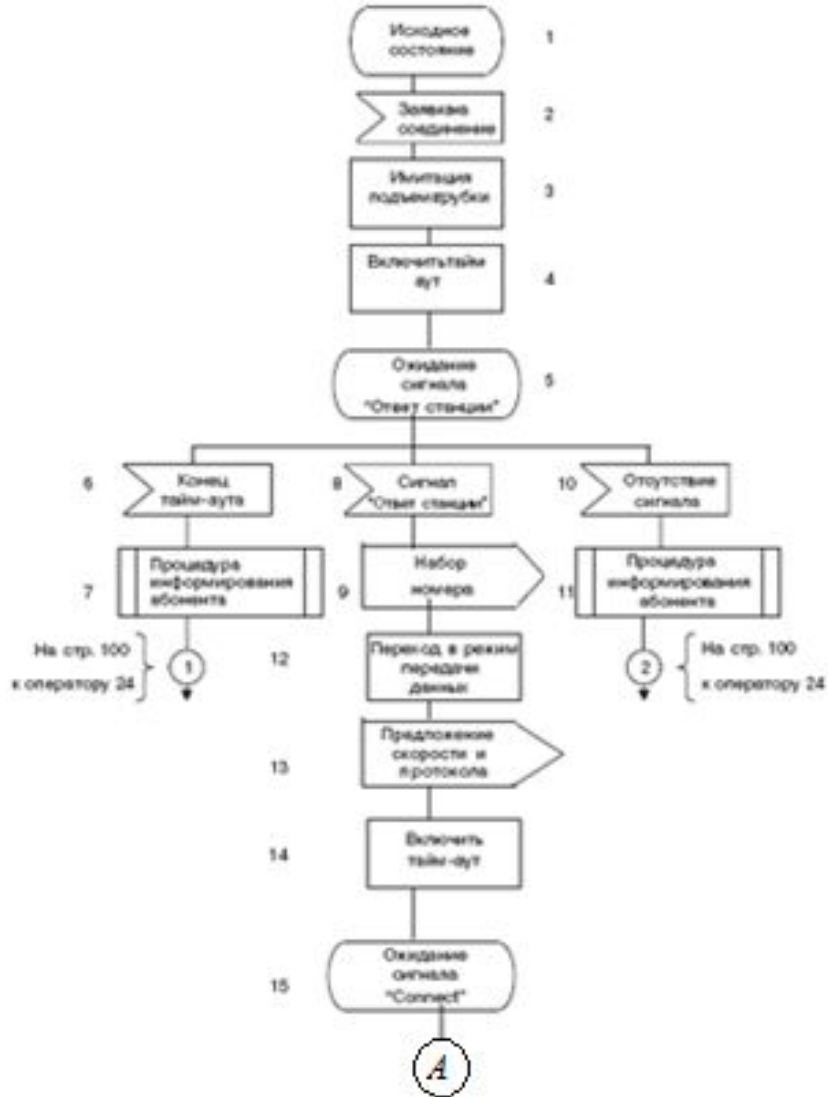 Исходное
состояние
1
Заявка на
соединение
2
Имитация
подъема трубки
3
Включить тайм
аут
4
Ожидание
сигнала
"Ответ станции"
5
6
Конец
тайм-аута
8
Сигнал
"Ответ станции"
10
Отсутствие
сигнала
7
Процедура
информирования
абонента
9
Набор
номера
11
Процедура
информирования
абонента
На стр. 100
к оператору 24
1
12
Переход в режим
передачи
данных
2
На стр. 100
к оператору 24
13
Предложение
скорости и
протокола
14
Включить
тайм-аут
15
Ожидание
сигнала
"Connect"
A